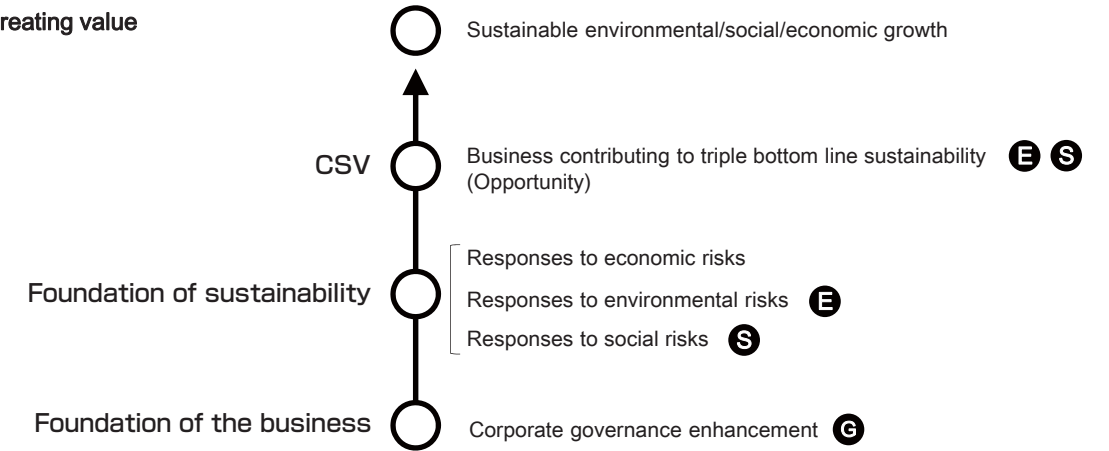 reating value
Sustainable environmental/social/economic growth
CSV
Business contributing to triple bottom line sustainability E S
(Opportunity)
Foundation of sustainability
Responses to economic risks
Responses to environmental risks E
Responses to social risks S
Foundation of the business
Corporate governance enhancement G